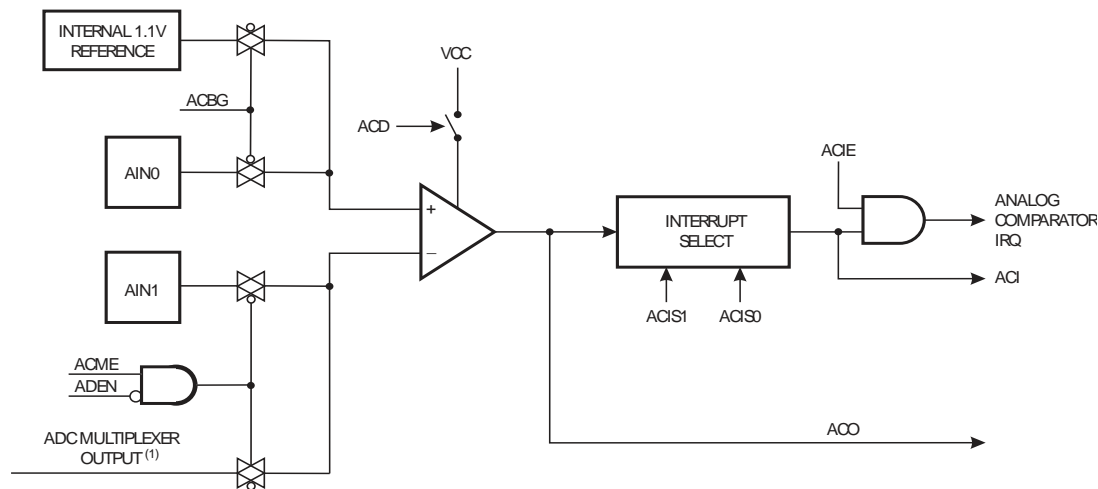 INTERNAL 1.1V
REFERENCE
ACBG
AIN0
AIN1
ACME
ADEN
ADC MULTIPLEXER
OUTPUT (1)
VCC
ACD
+
−
INTERRUPT
SELECT
ACIS1
ACIS0
ACIE
ANALOG
COMPARATOR
IRQ
ACI
ACO